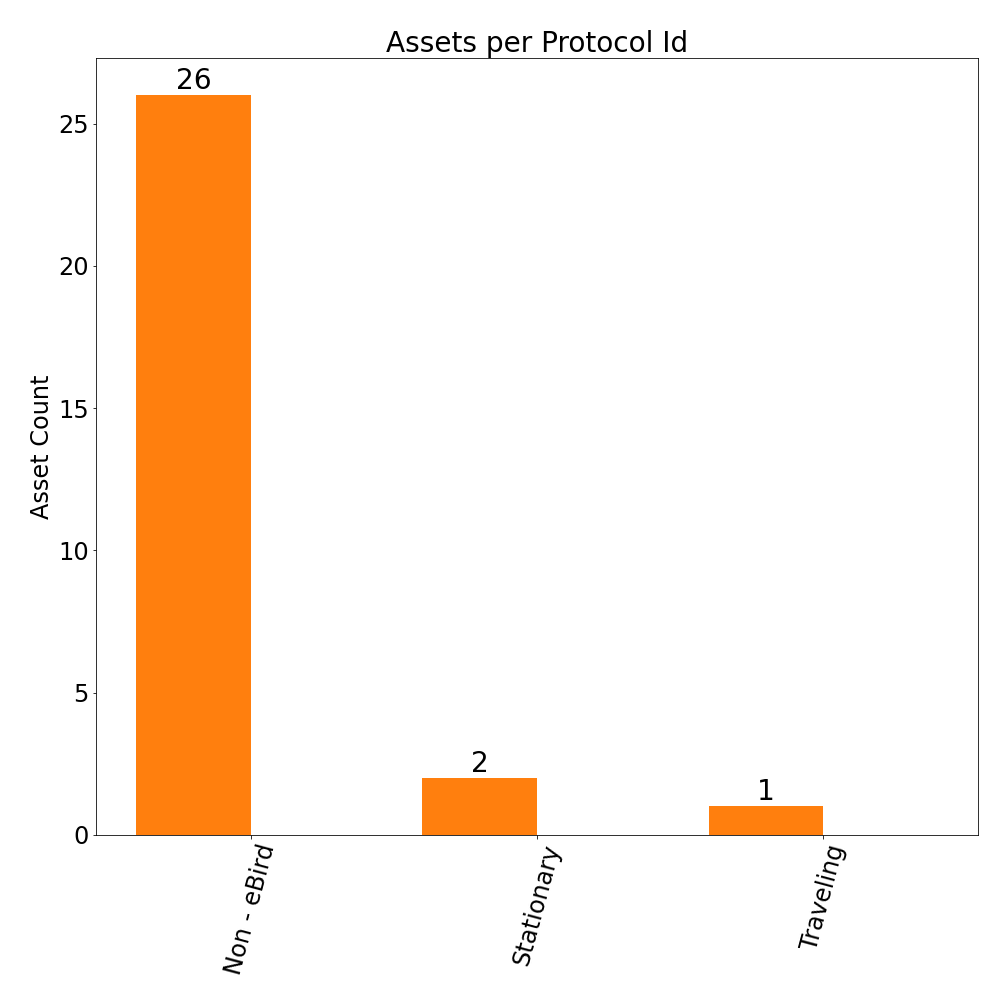 Assets per Protocol Id
26
25
20
15
10
5
0
2
1
Asset Count
Non - eBird
Stationary
Traveling